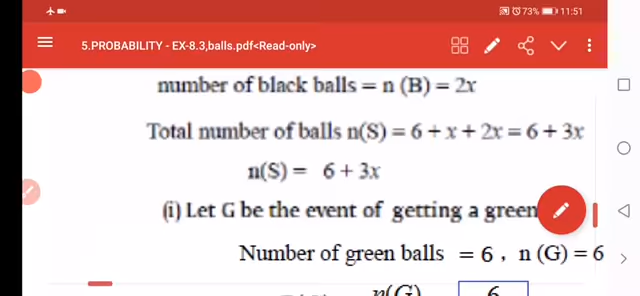 73% 11:51
5.PROBABILITY - EX-8.3,balls.pdf<Read-only>
number of black balls = n (B) = 2x
Total number of balls n(S) = 6 + x + 2x = 6 + 3x
n(S) = 6 + 3x
(i) Let G be the event of getting a green
Number of green balls = 6 , n (G) = 6
n(G) 6